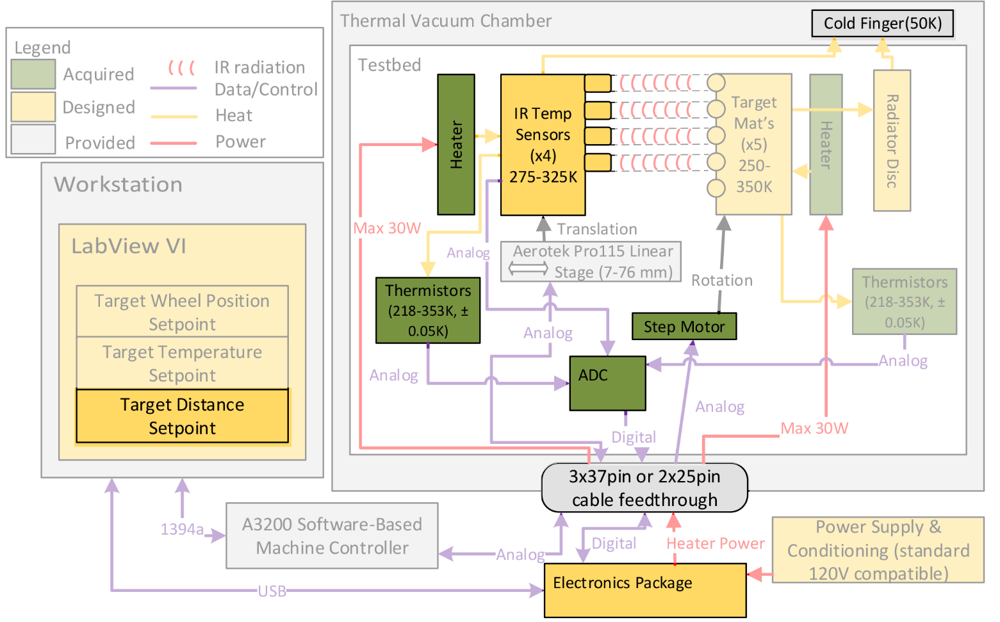 Thermal Vacuum Chamber
Cold Finger(50K)
Legend
Acquired
IR radiation
Data/Control
Designed
Heat
Provided
Power
Testbed
Heater
IR Temp
Sensors
(x4)
275-325K
Target
Mat's
(x5)
250-
350K
Heater
Radiator Disc
Workstation
LabView VI
Target Wheel Position
Setpoint
Target Temperature
Setpoint
Target Distance
Setpoint
Max 30W
Translation
Analog
Aerotek Pro115 Linear
Stage (7-76 mm)
Rotation
Thermistors
(218-353K, ±
0.05K)
Thermistors
(218-353K, ±
0.05K)
Step Motor
Analog
Analog
Analog
ADC
Analog
Digital
Max 30W
3x37pin or 2x25pin
cable feedthrough
1394a
A3200 Software-Based
Machine Controller
Analog
Digital
Heater Power
Power Supply &
Conditioning (standard
120V compatible)
Electronics Package
USB